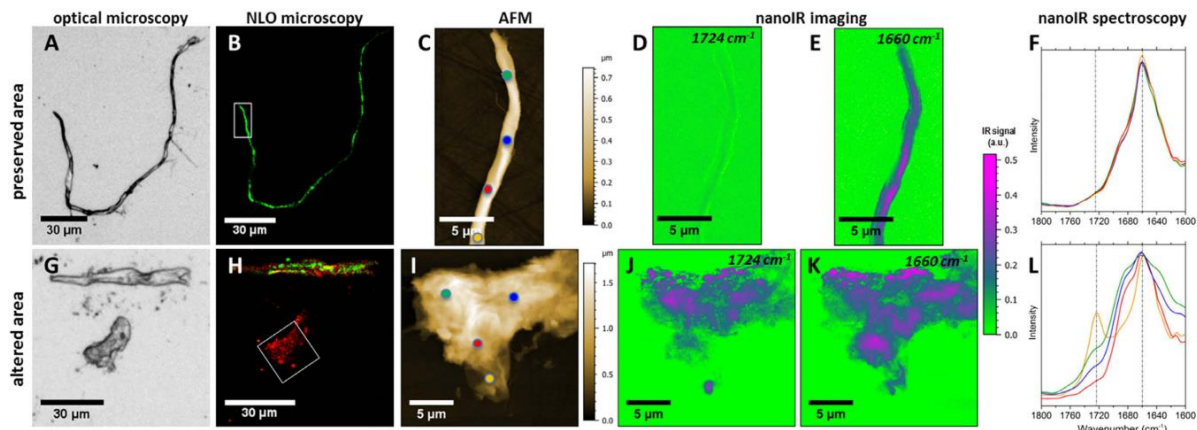 optical microscopy NLO microscopy AFM nanoIR imaging nanoIR spectroscopy
preserved area
A B C D 1724 cm-1 E 1660 cm-1 F
µm
0.7
0.6
0.5
0.4
0.3
0.2
0.1
0.0
30 µm 30 µm 5 µm 5 µm 5 µm
IR signal
(a.u.)
0.5
0.4
0.3
0.2
0.1
0.0
Intensity
1800 1760 1720 1680 1640 1600
altered area
G H I J 1724 cm-1 K 1660 cm-1 L
µm
1.5
1.0
0.5
0.0
30 µm 30 µm 5 µm 5 µm 5 µm
Intensity
1800 1760 1720 1680 1640 1600
Wavenumber (cm-1)